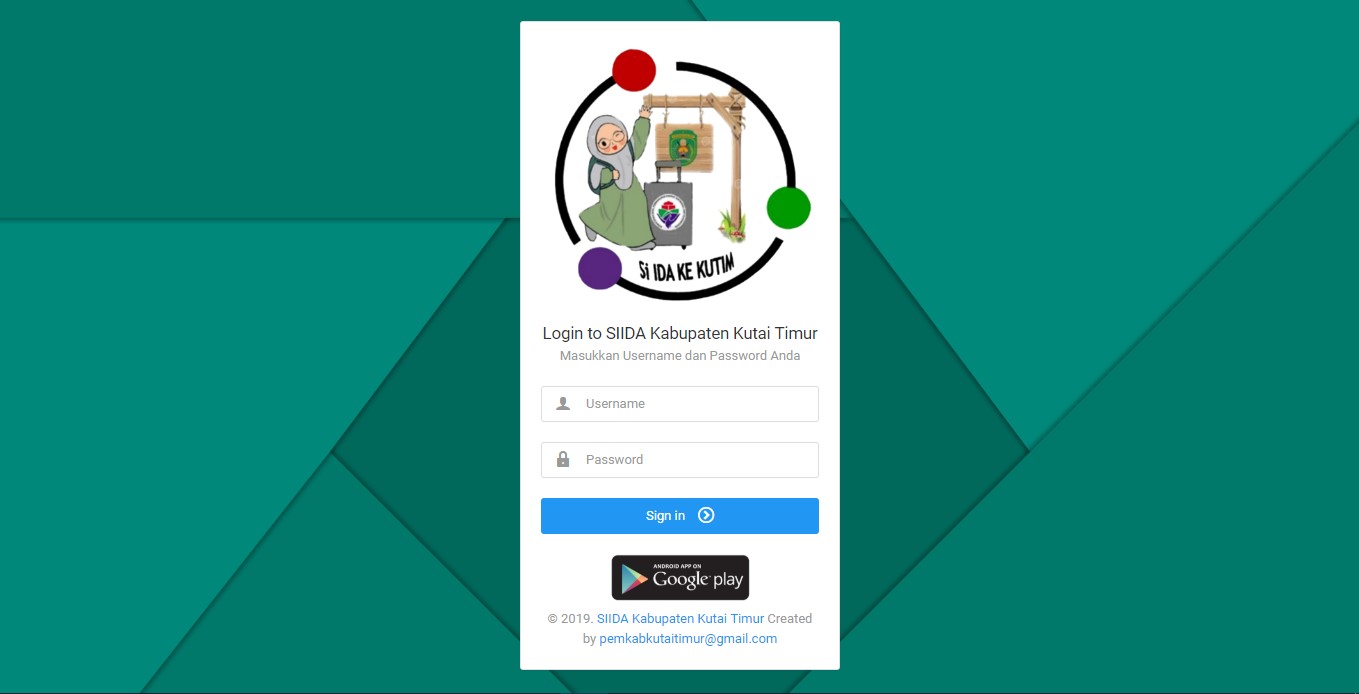 Si IDA KE KUTIM
Login to SIIDA Kabupaten Kutai Timur
Masukkan Username dan Password Anda
Username
Password
Sign in
ANDROID APP ON
Google play
© 2019. SIIDA Kabupaten Kutai Timur Created
by pemkabkutaitimur@gmail.com